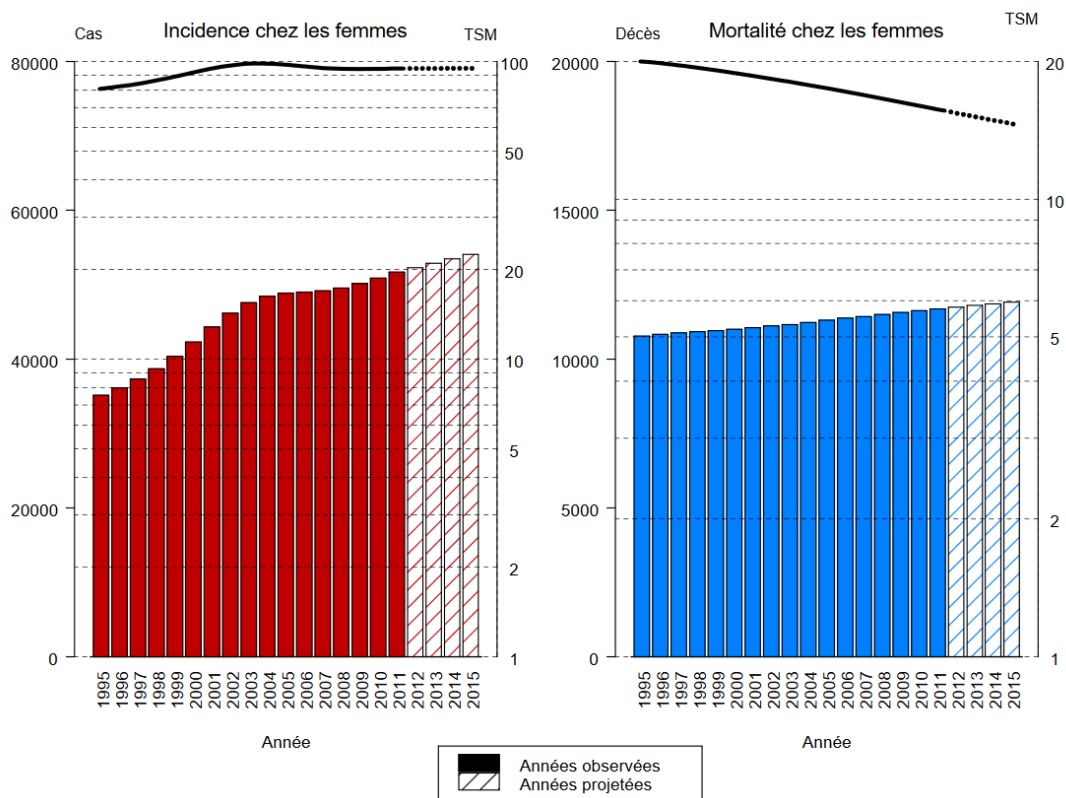 Cas Incidence chez les femmes TSM
80000
60000
40000
20000
0
100
50
20
10
5
2
1
1995 1996 1997 1998 1999 2000 2001 2002 2003 2004 2005 2006 2007 2008 2009 2010 2011 2012 2013 2014 2015
Année
Décès Mortalité chez les femmes TSM
20000
15000
10000
5000
0
20
10
5
2
1
1995 1996 1997 1998 1999 2000 2001 2002 2003 2004 2005 2006 2007 2008 2009 2010 2011 2012 2013 2014 2015
Année
Années observées
Années projetées